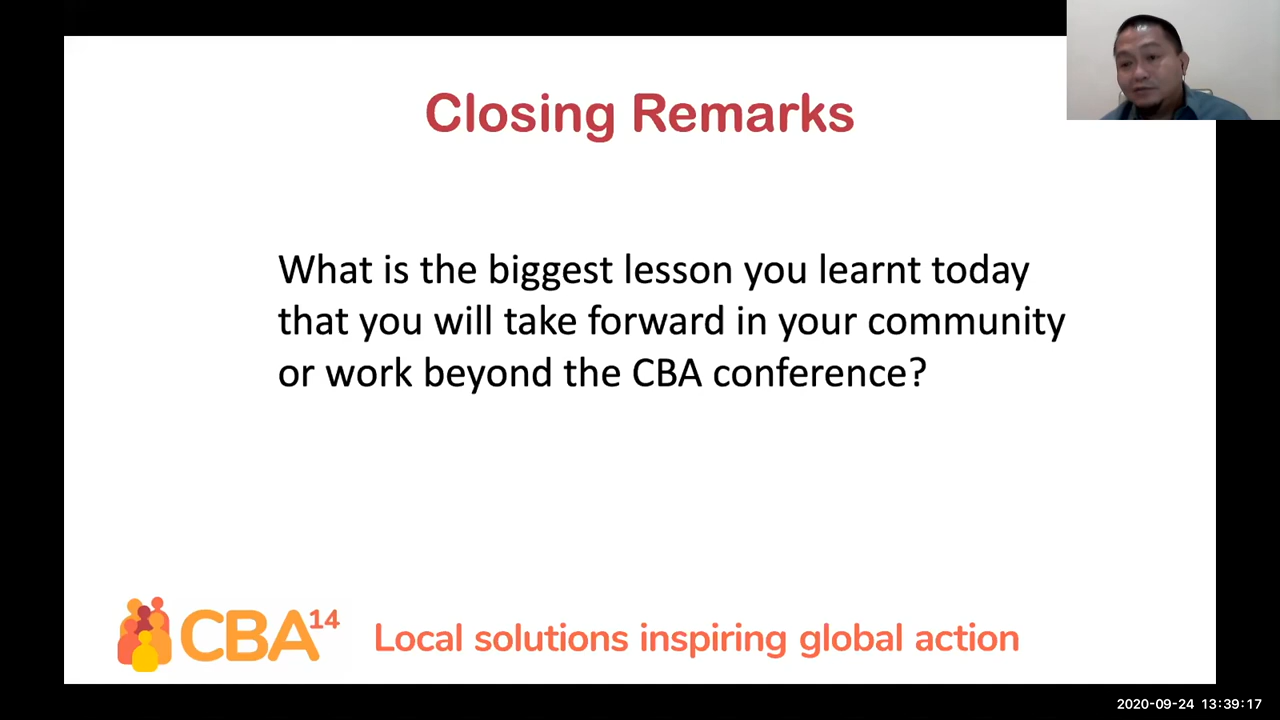 Closing Remarks
What is the biggest lesson you learnt today
that you will take forward in your community
or work beyond the CBA conference?
CBA14 Local solutions inspiring global action
2020-09-24 13:39:17